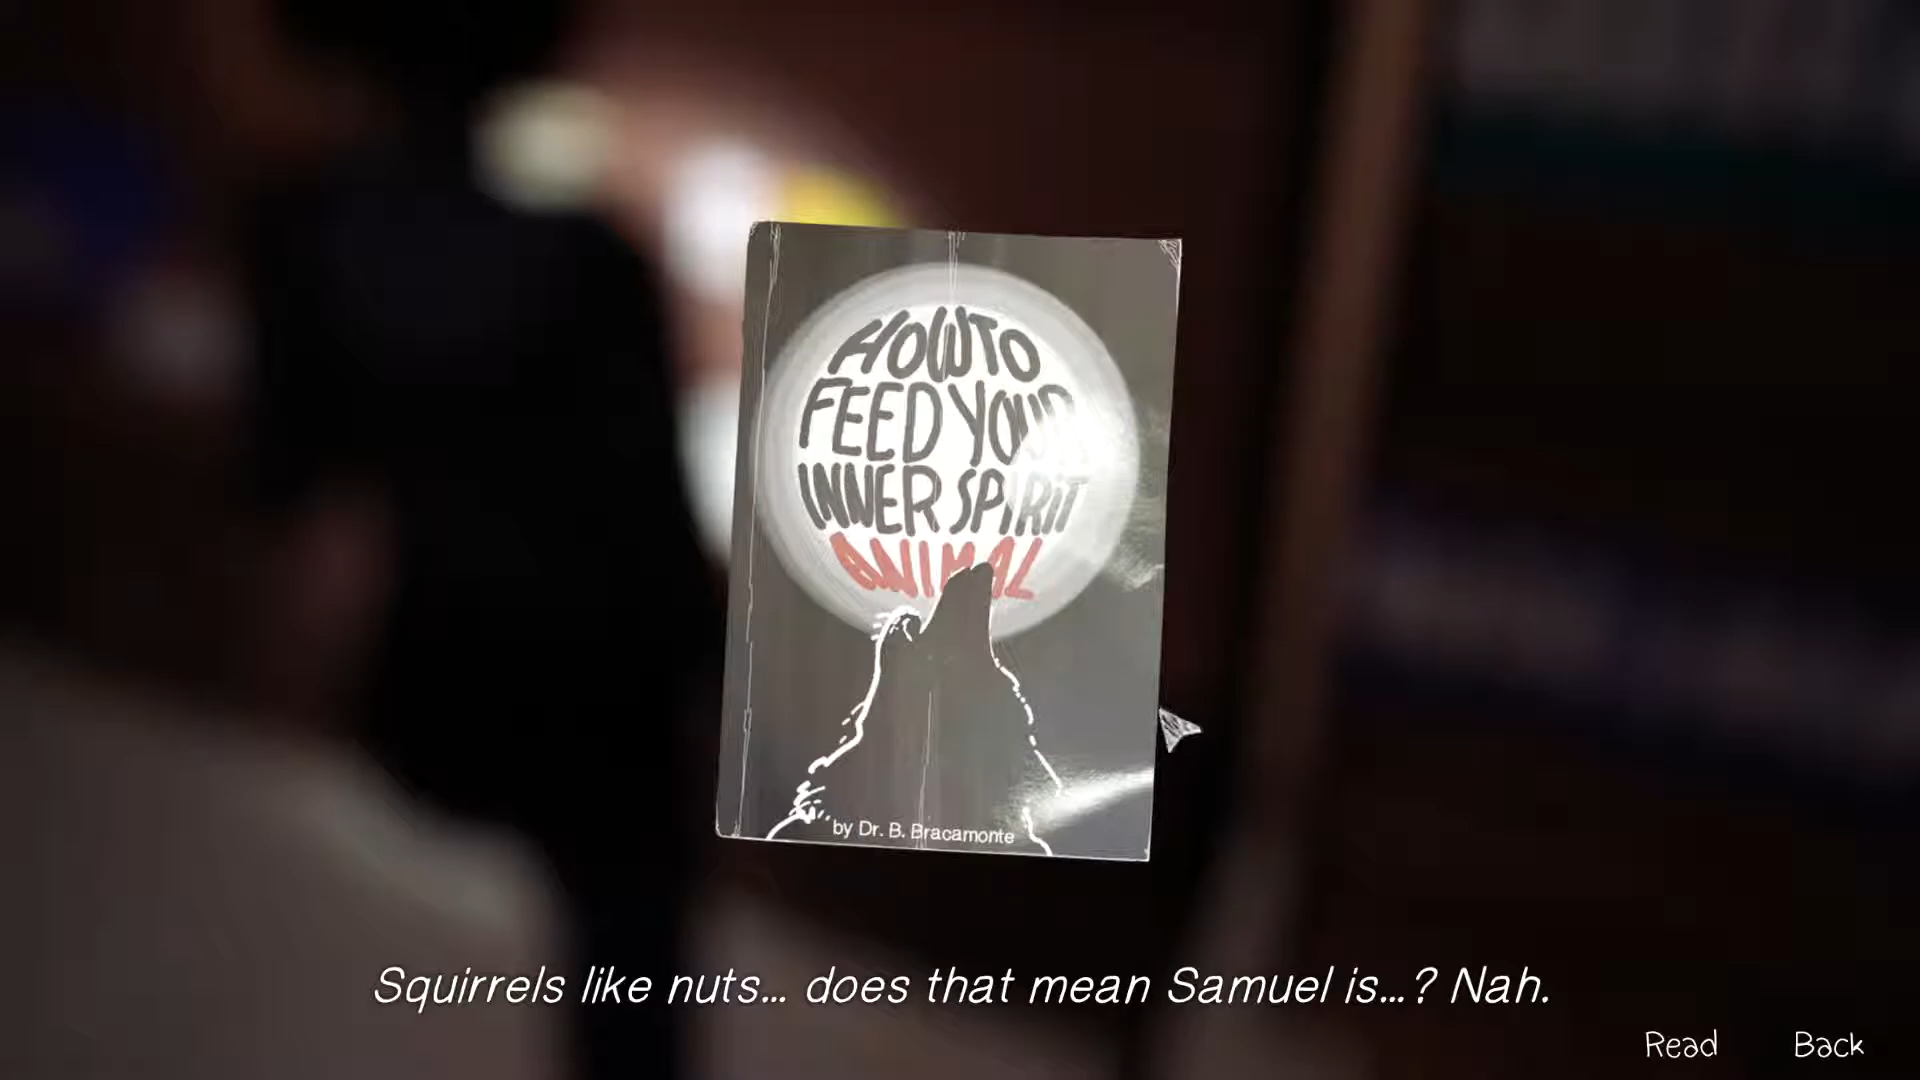 HOW TO
FEED YOUR
INNER SPIRIT
ANIMAL
by Dr. B. Bracamonte
Squirrels like nuts... does that mean Samuel is...? Nah.
Read
Back